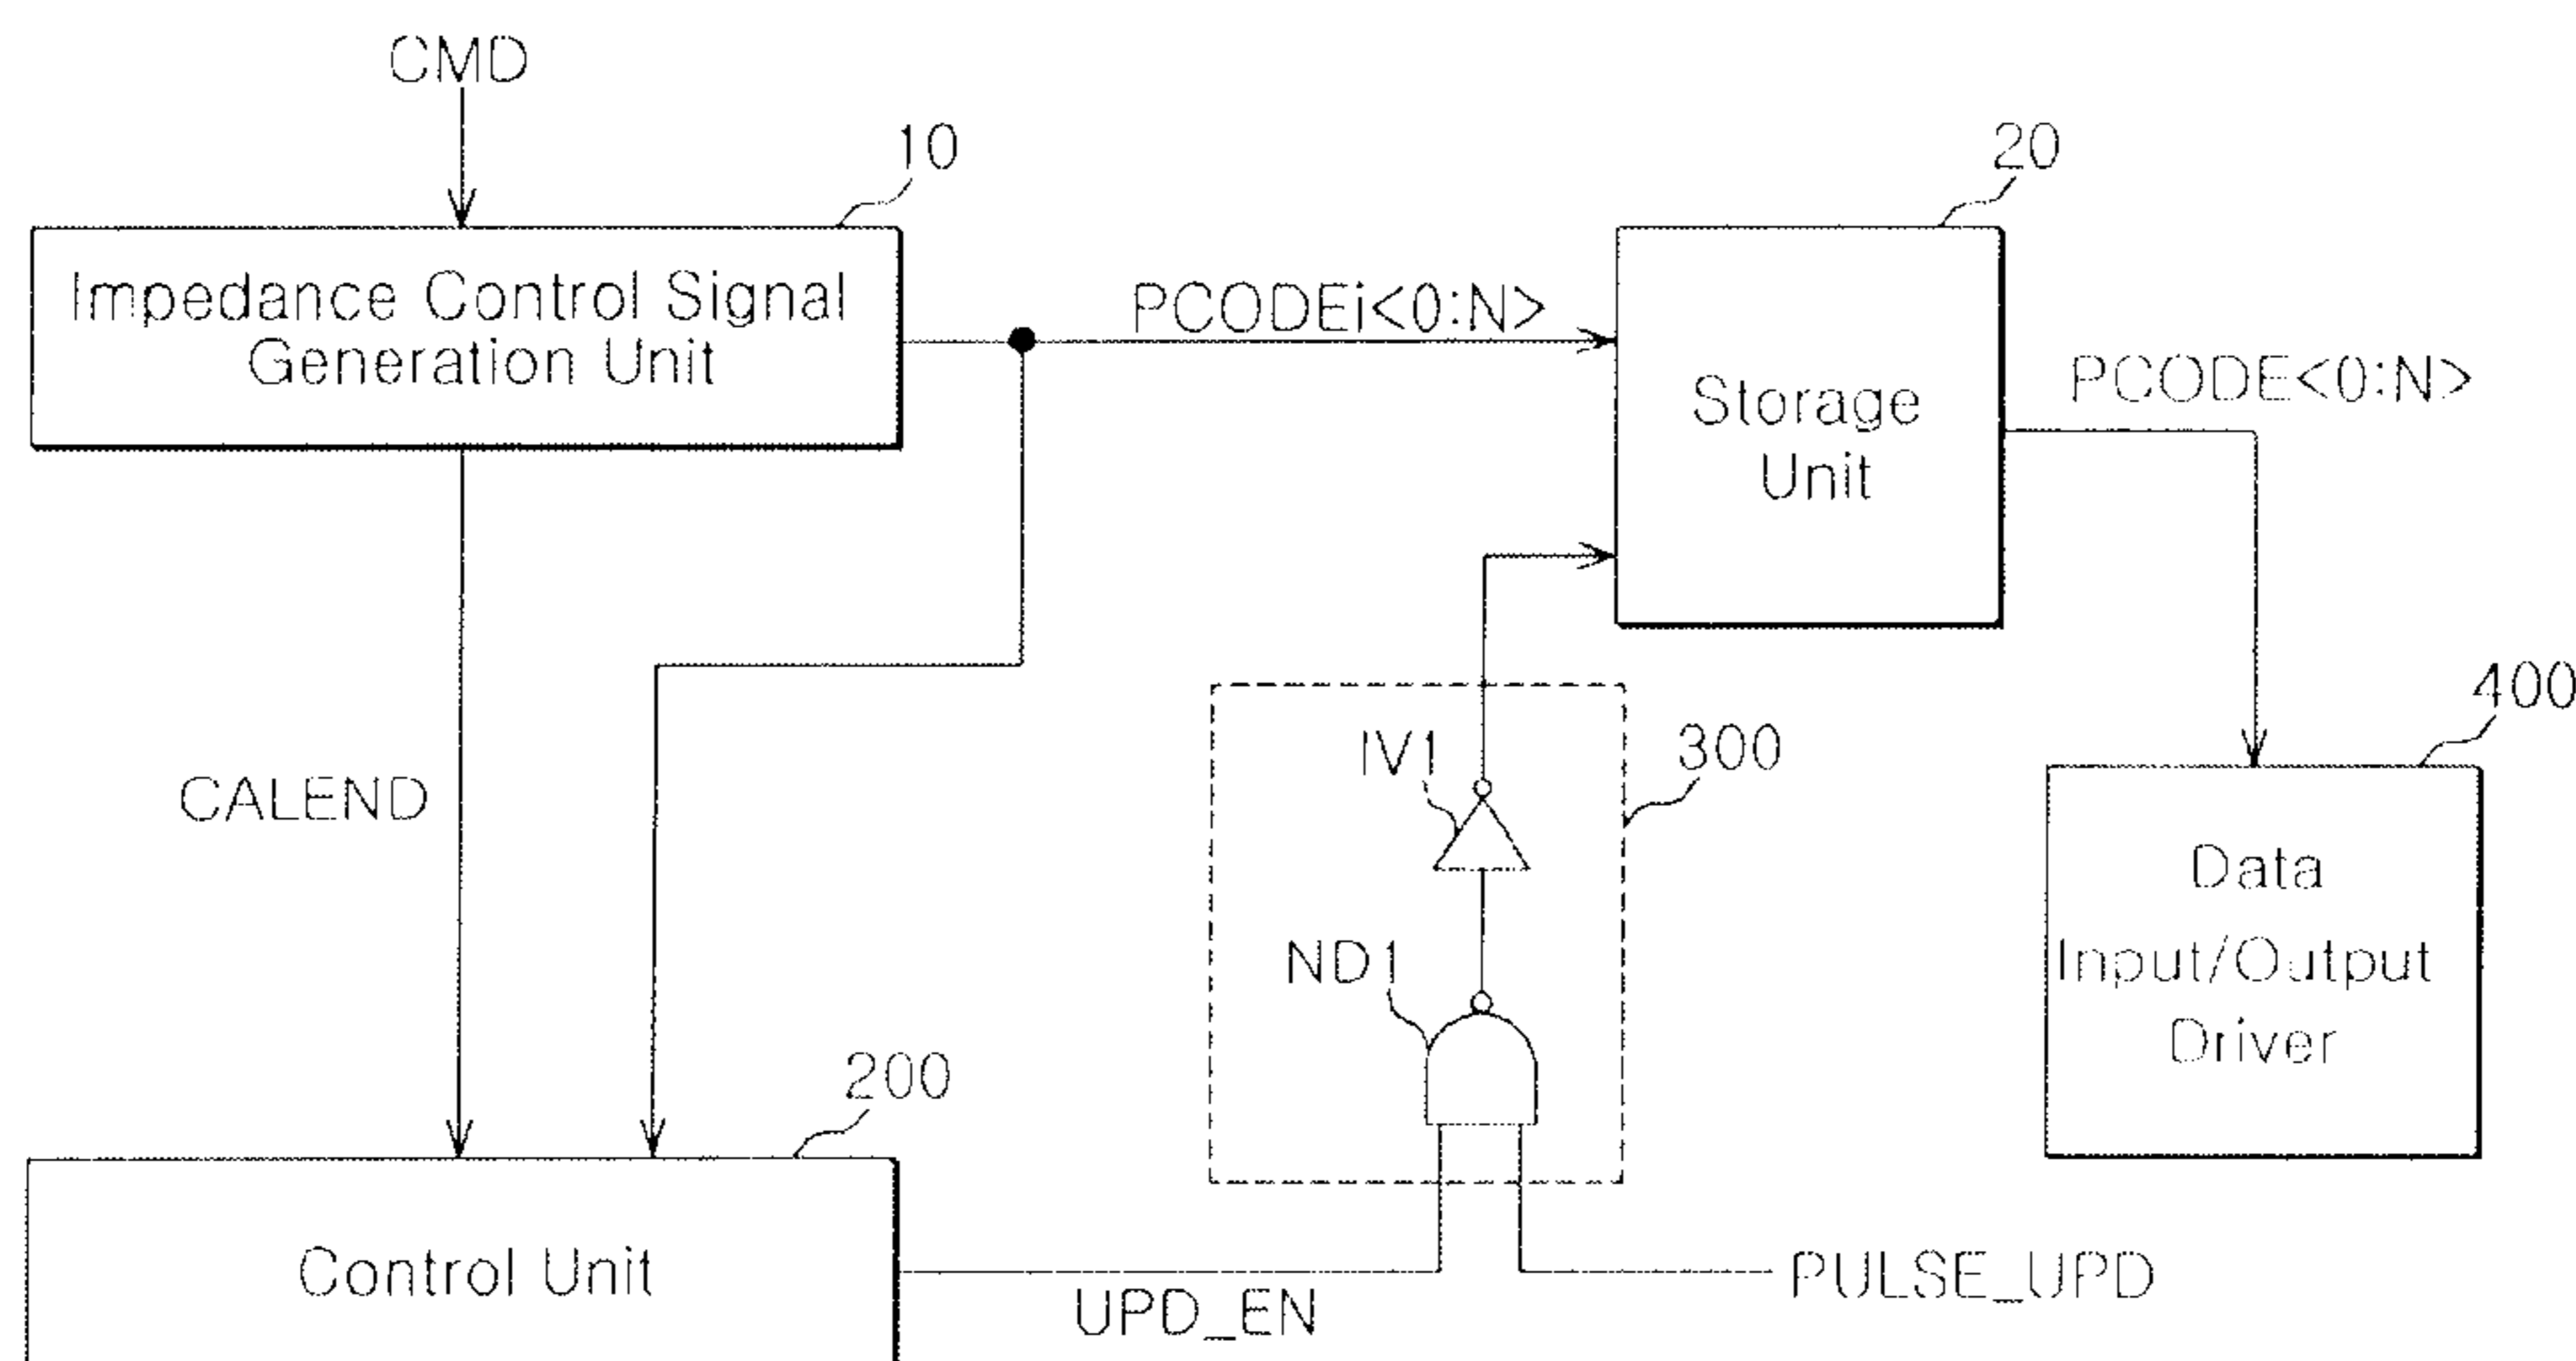 CMD
10
20
Impedance Control Signal
Generation Unit
PCODEi<0:N>
PCODE<0:N>
Storage
Unit
400
IV1
300
CALEND
Data
Input/Output
Driver
ND1
200
Control Unit
UPD_EN
PULSE_UPD